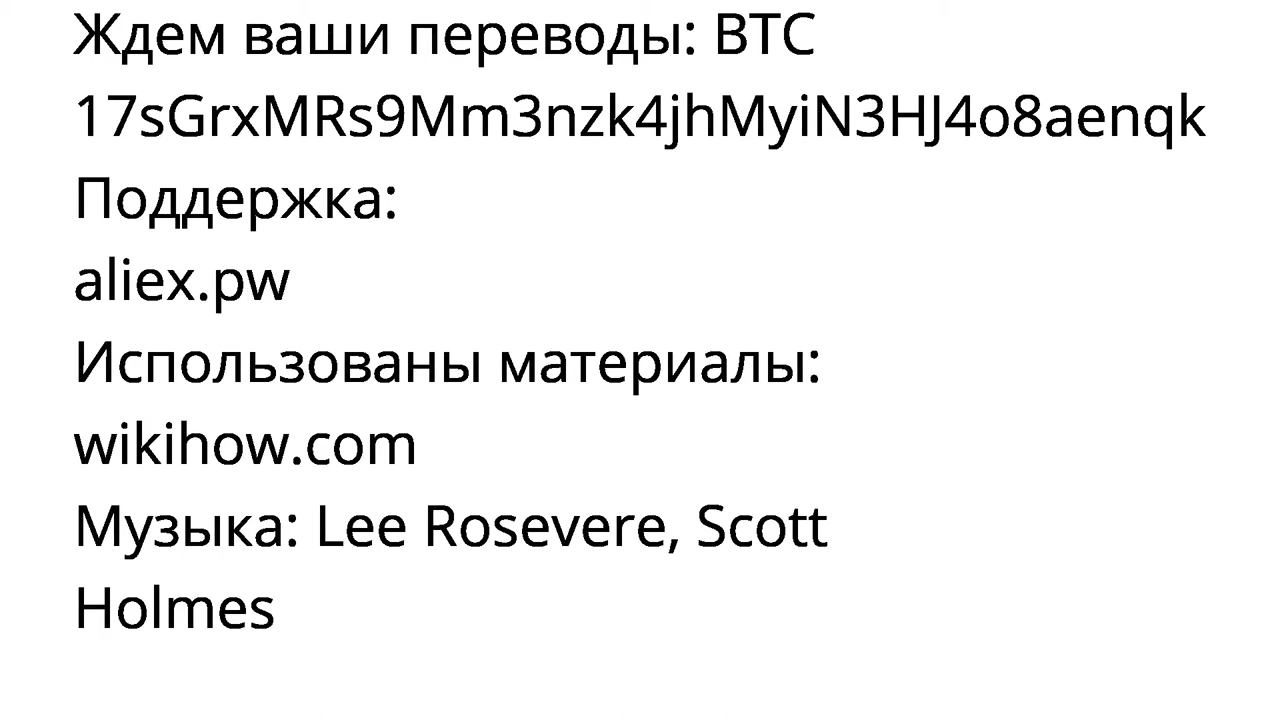 Ждем ваши переводы: BTC
17sGrxMRs9Mm3nzk4jhMyiN3HJ4o8aenqk
Поддержка:
aliex.pw
Использованы материалы:
wikihow.com
Музыка: Lee Rosevere, Scott
Holmes